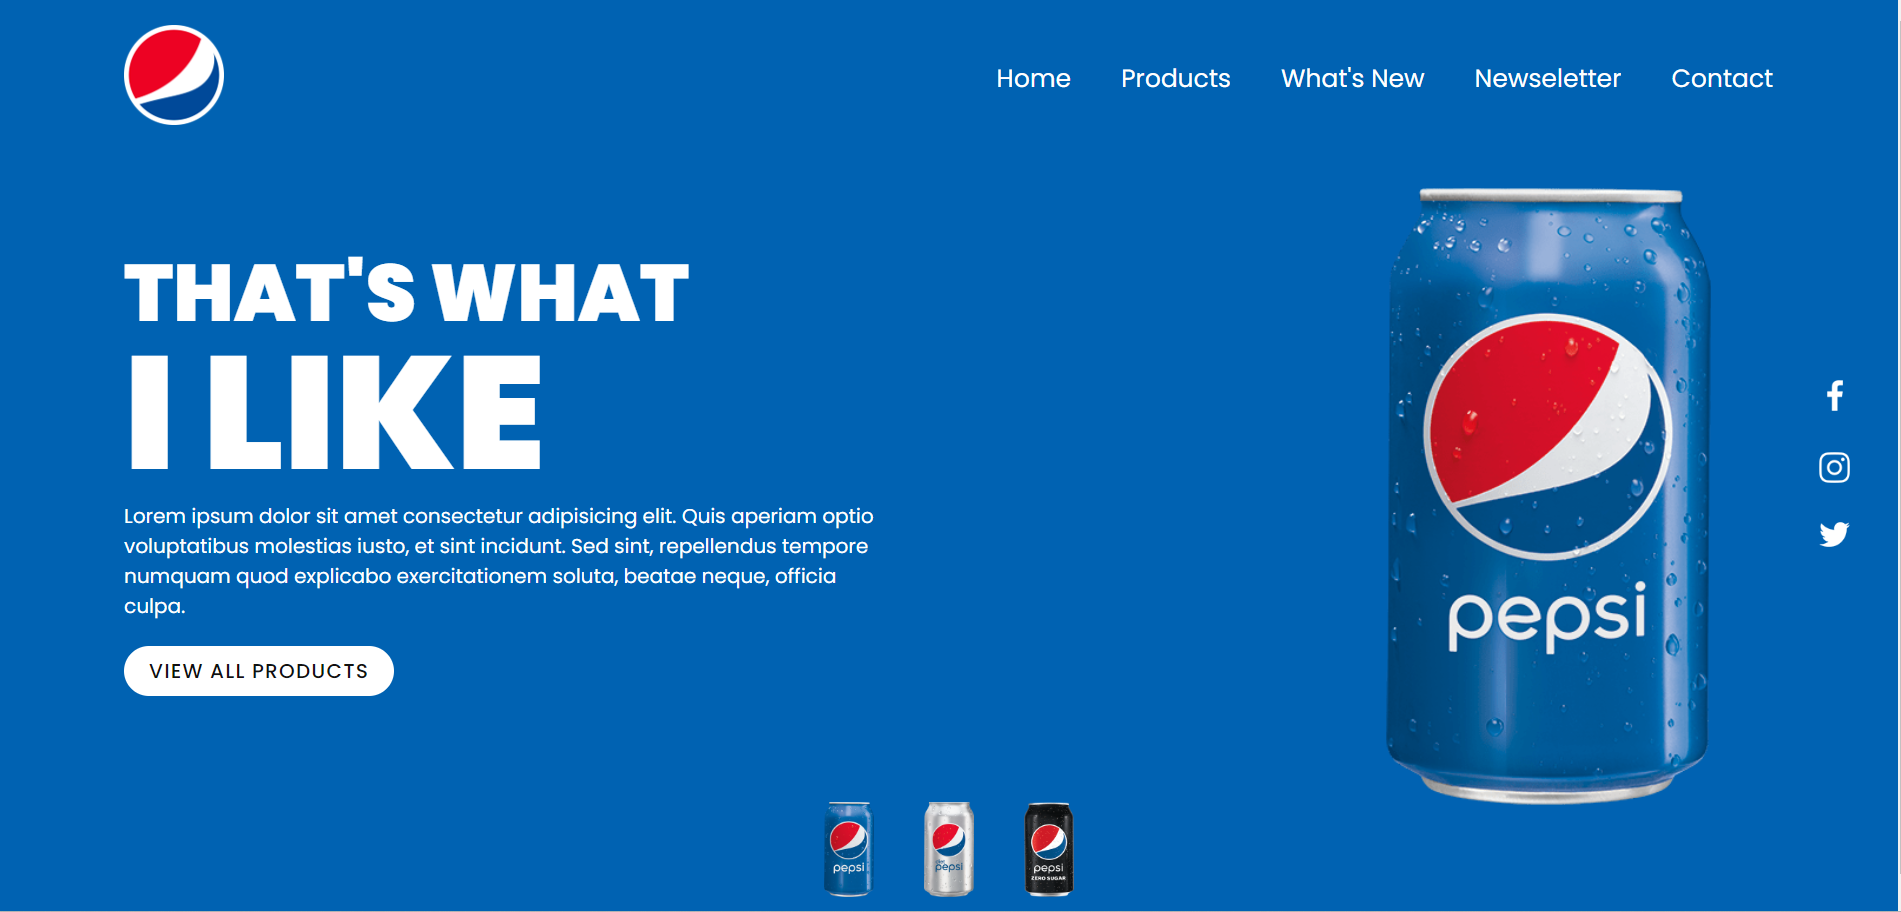 Home Products What's New Newseletter Contact
THAT'S WHAT
I LIKE
Lorem ipsum dolor sit amet consectetur adipisicing elit. Quis aperiam optio
voluptatibus molestias iusto, et sint incidunt. Sed sint, repellendus tempore
numquam quod explicabo exercitationem soluta, beatae neque, officia
culpa.
VIEW ALL PRODUCTS
pepsi
pepsi
diet
pepsi
pepsi
ZERO SUGAR